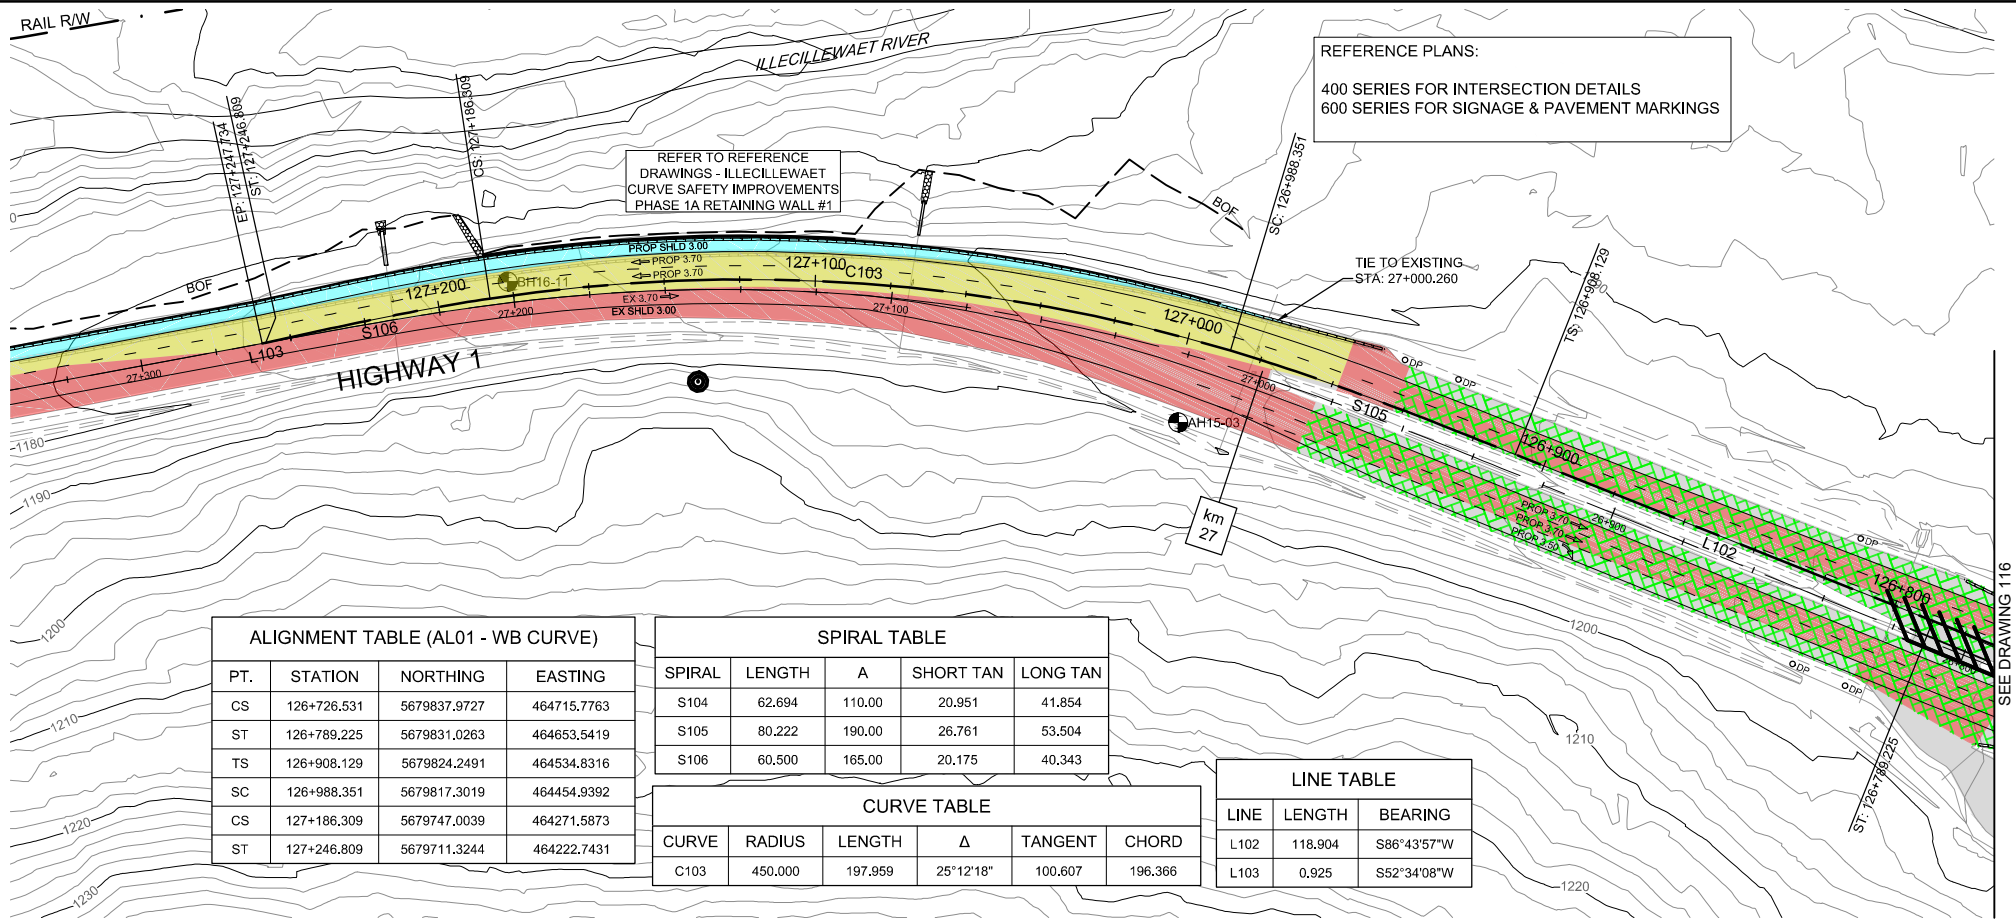 RAIL R/W
ILLECILLEWAET RIVER
REFERENCE PLANS:
400 SERIES FOR INTERSECTION DETAILS
600 SERIES FOR SIGNAGE & PAVEMENT MARKINGS
EP: 127+247.734
ST: 127+246.809
CS: 127+186.309
REFER TO REFERENCE
DRAWINGS - ILLECILLEWAET
CURVE SAFETY IMPROVEMENTS
PHASE 1A RETAINING WALL #1
SC: 126+988.351
BOF
TIE TO EXISTING
STA: 27+000.260
TS: 126+908.129
BOF
PROP SHLD 3.00
PROP 3.70
PROP 3.70
EX 3.70
EX SHLD 3.00
127+200
BH16-11
127+100
C103
127+000
27+300
L103
S106
27+200
27+100
27+000
HIGHWAY 1
S105
DP
DP
126+900
AH15-03
km
27
PROP 3.70
PROP 3.70
PROP 3.50
26+900
L102
DP
126+800
26+800
DP
DP
SEE DRAWING 116
ST: 126+789.225
1180
1190
1200
1210
1220
1230
1200
1210
1220
ALIGNMENT TABLE (AL01 - WB CURVE)
PT. STATION NORTHING EASTING
CS 126+726.531 5679837.9727 464715.7763
ST 126+789.225 5679831.0263 464653.5419
TS 126+908.129 5679824.2491 464534.8316
SC 126+988.351 5679817.3019 464454.9392
CS 127+186.309 5679747.0039 464271.5873
ST 127+246.809 5679711.3244 464222.7431
SPIRAL TABLE
SPIRAL LENGTH A SHORT TAN LONG TAN
S104 62.694 110.00 20.951 41.854
S105 80.222 190.00 26.761 53.504
S106 60.500 165.00 20.175 40.343
CURVE TABLE
CURVE RADIUS LENGTH Δ TANGENT CHORD
C103 450.000 197.959 25°12'18" 100.607 196.366
LINE TABLE
LINE LENGTH BEARING
L102 118.904 S86°43'57"W
L103 0.925 S52°34'08"W